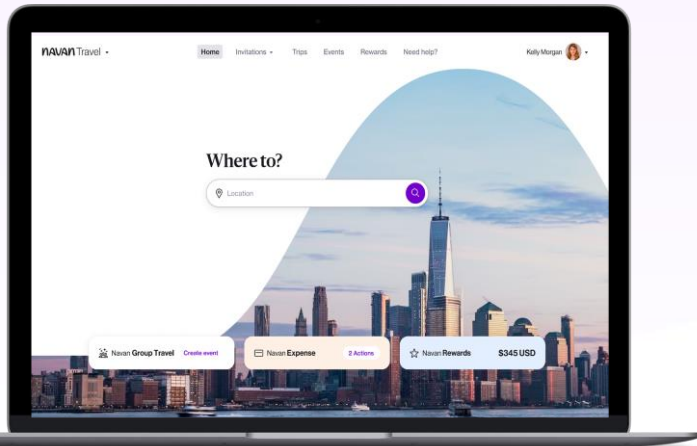 NAVAN Travel
Home Invitations Trips Events Rewards Need help? Kelly Morgan
Where to?
Location
Navan Group Travel Create event
Navan Expense 2 Actions
Navan Rewards $345 USD